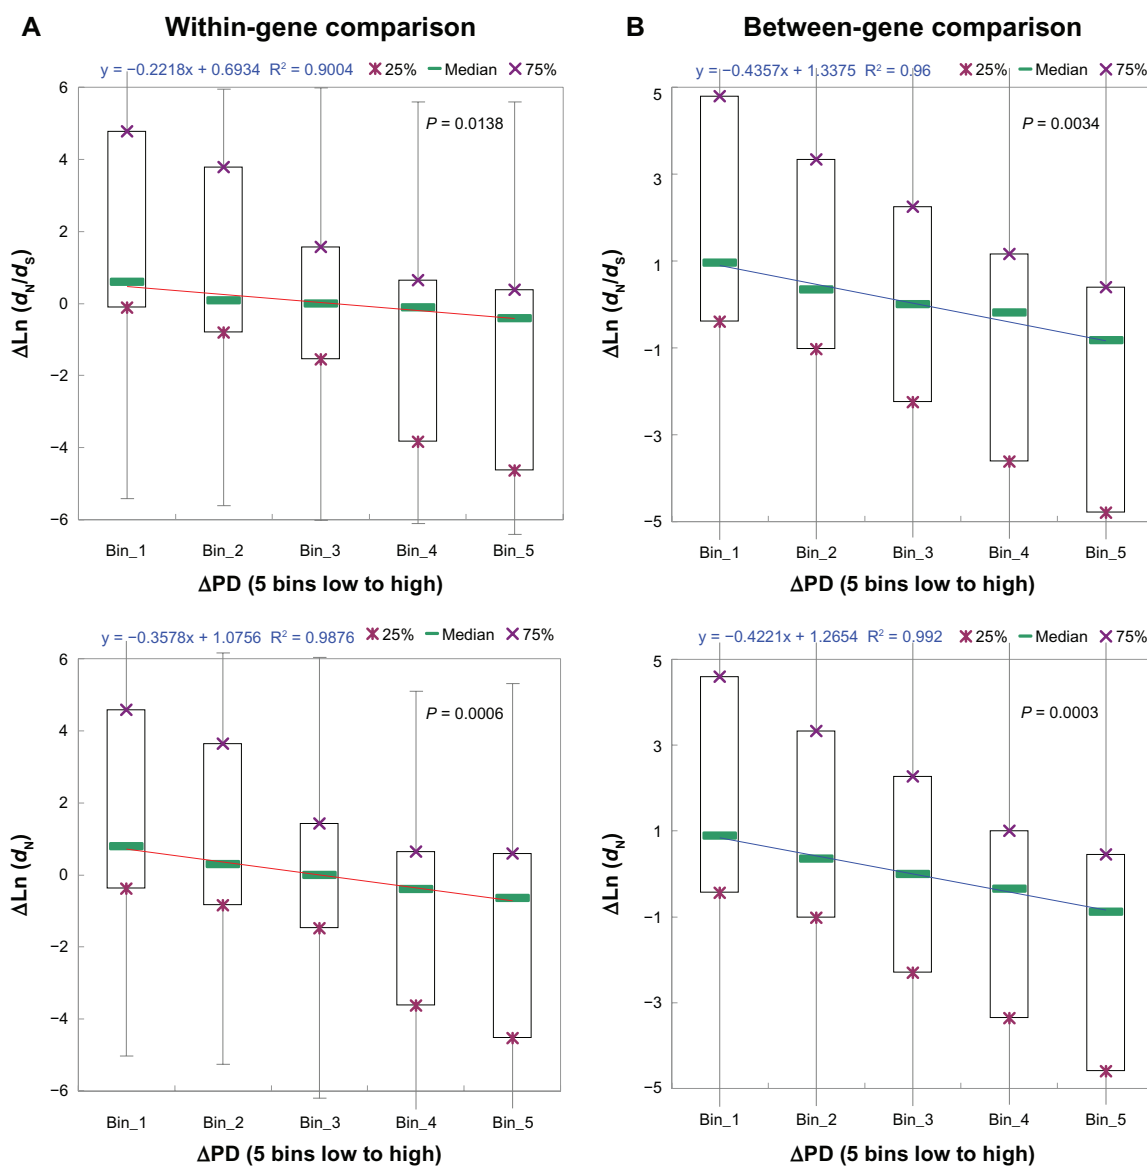 A Within-gene comparison
y = −0.2218x + 0.6934 R² = 0.9004 25% Median 75%
P = 0.0138
ΔLn (dN/dS)
6
4
2
0
−2
−4
−6
Bin_1 Bin_2 Bin_3 Bin_4 Bin_5
ΔPD (5 bins low to high)
B Between-gene comparison
y = −0.4357x + 1.3375 R² = 0.96 25% Median 75%
P = 0.0034
ΔLn (dN/dS)
5
3
1
−1
−3
−5
Bin_1 Bin_2 Bin_3 Bin_4 Bin_5
ΔPD (5 bins low to high)
y = −0.3578x + 1.0756 R² = 0.9876 25% Median 75%
P = 0.0006
ΔLn (dN)
6
4
2
0
−2
−4
−6
Bin_1 Bin_2 Bin_3 Bin_4 Bin_5
ΔPD (5 bins low to high)
y = −0.4221x + 1.2654 R² = 0.992 25% Median 75%
P = 0.0003
ΔLn (dN)
5
3
1
−1
−3
−5
Bin_1 Bin_2 Bin_3 Bin_4 Bin_5
ΔPD (5 bins low to high)